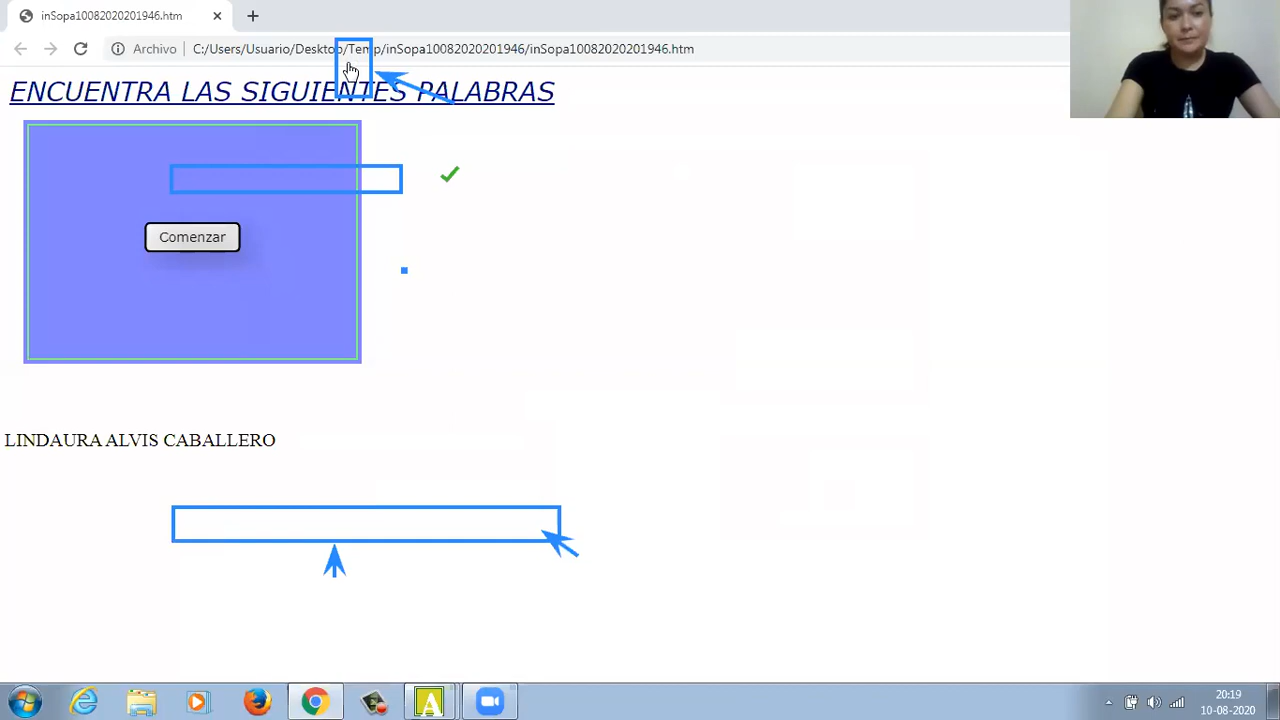 inSopa10082020201946.htm
Archivo C:/Users/Usuario/Desktop/Temp/inSopa10082020201946/inSopa10082020201946.htm
ENCUENTRA LAS SIGUIENTES PALABRAS
Comenzar
LINDAURA ALVIS CABALLERO
20:19
10-08-2020